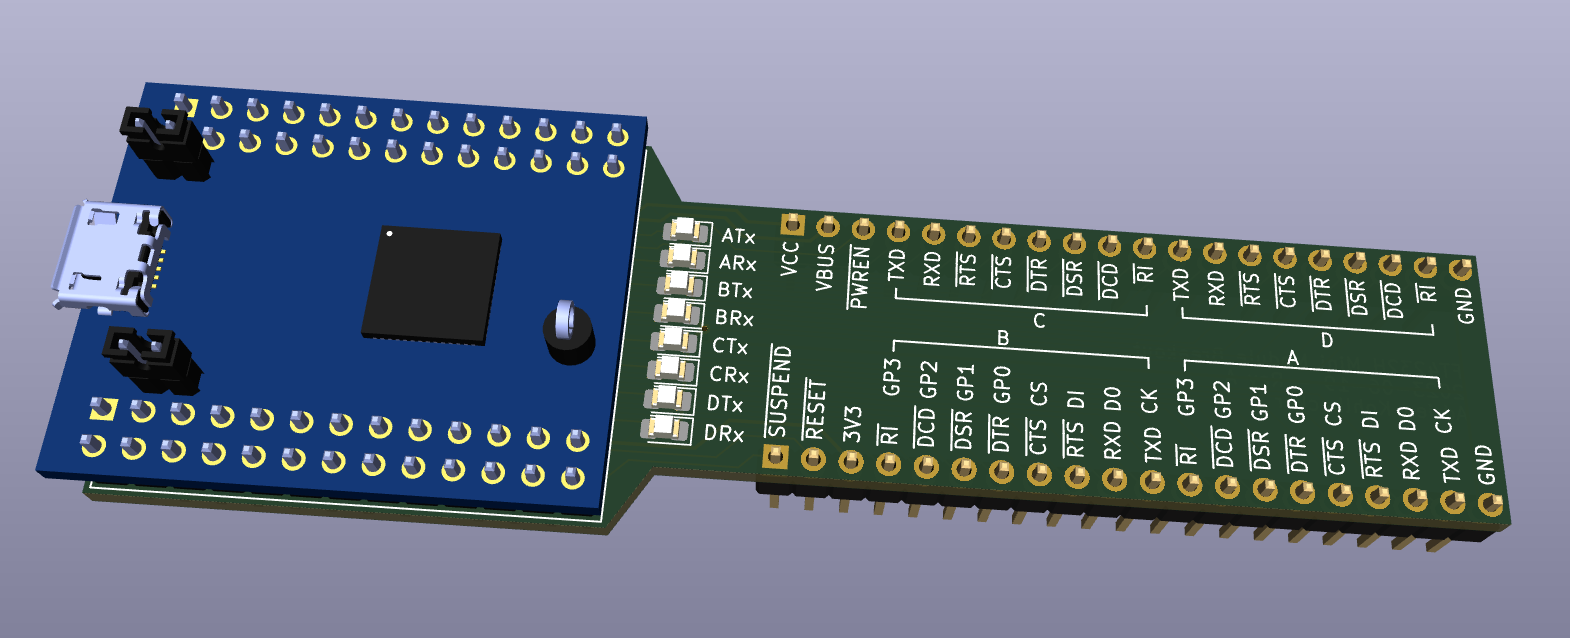 ATx
ARx
BTx
BRx
CTx
CRx
DTx
DRx
VCC
VBUS
PWREN
TXD
RXD
RTS
CTS
DTR
DSR
DCD
RI
TXD
RXD
RTS
CTS
DTR
DSR
DCD
RI
GND
C
D
B
A
SUSPEND
RESET
3V3
RI GP3
DCD GP2
DSR GP1
DTR GP0
CTS CS
RTS DI
RXD DO
TXD CK
RI GP3
DCD GP2
DSR GP1
DTR GP0
CTS CS
RTS DI
RXD DO
TXD CK
GND